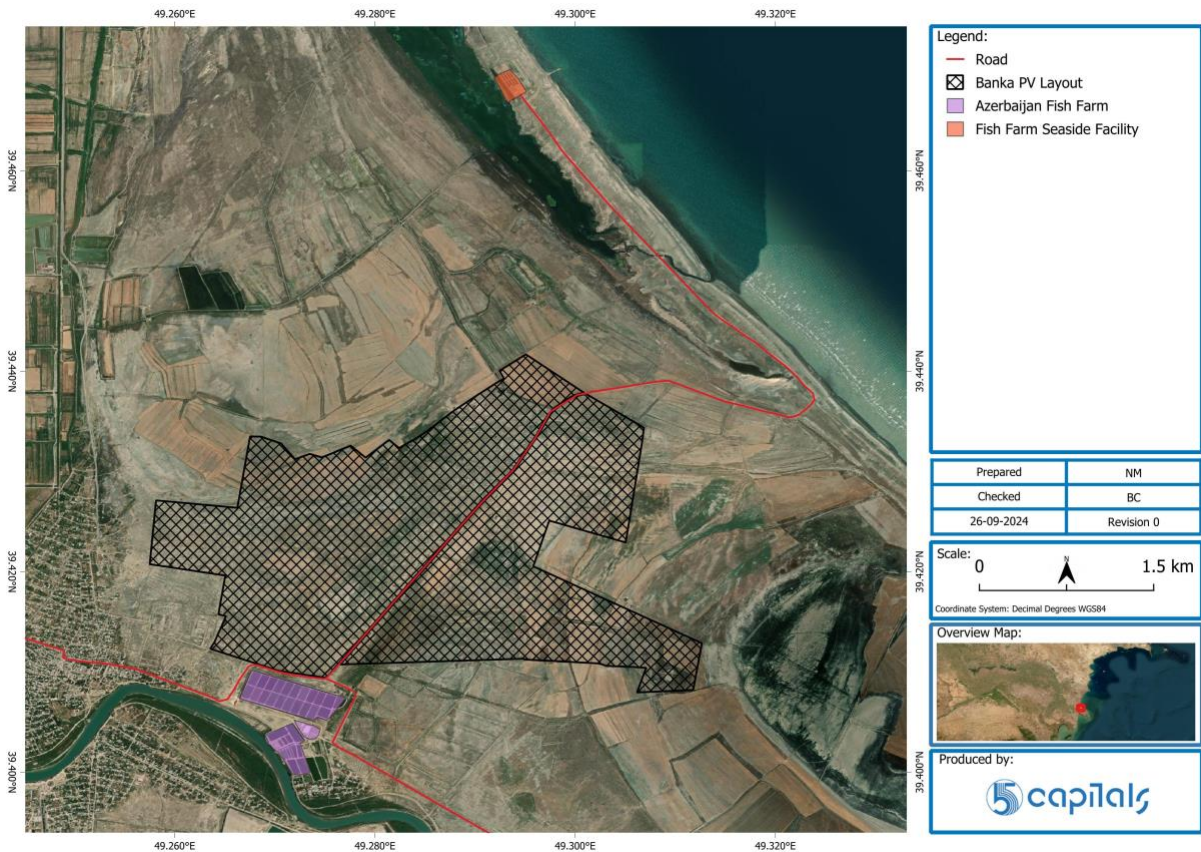 49.260°E
49.280°E
49.300°E
49.320°E
39.460°N
39.460°N
39.440°N
39.440°N
39.420°N
39.420°N
39.400°N
39.400°N
49.260°E
49.280°E
49.300°E
49.320°E
Legend:
Road
Banka PV Layout
Azerbaijan Fish Farm
Fish Farm Seaside Facility
Prepared NM
Checked BC
26-09-2024 Revision 0
Scale:
0 N 1.5 km
Coordinate System: Decimal Degrees WGS84
Overview Map:
Produced by:
5 capitals